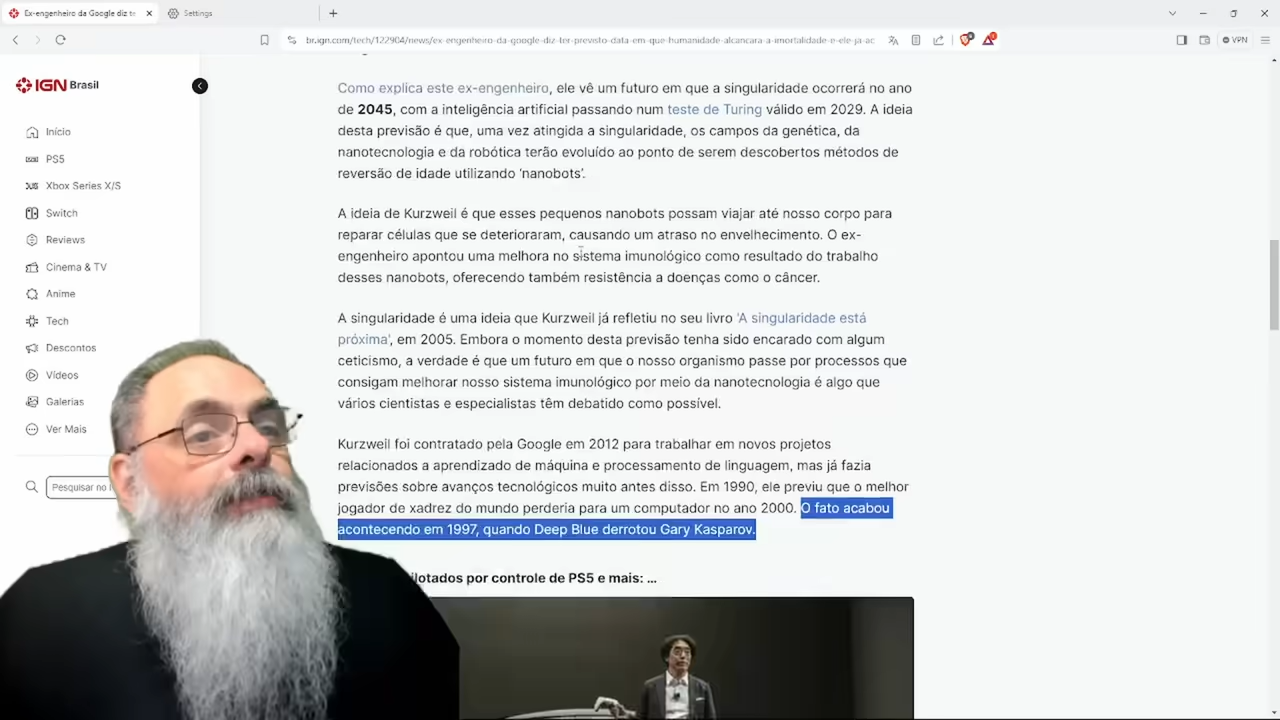 Ex-engenheiro da Google diz te
Settings
br.ign.com/tech/122904/news/ex-engenheiro-da-google-diz-ter-previsto-data-em-que-humanidade-alcancara-a-imortalidade-e-ele-ja-ac
VPN
IGN Brasil
Início
PS5
Xbox Series X/S
Switch
Reviews
Cinema & TV
Anime
Tech
Descontos
Vídeos
Galerias
Ver Mais
Pesquisar no
Como explica este ex-engenheiro, ele vê um futuro em que a singularidade ocorrerá no ano
de 2045, com a inteligência artificial passando num teste de Turing válido em 2029. A ideia
desta previsão é que, uma vez atingida a singularidade, os campos da genética, da
nanotecnologia e da robótica terão evoluído ao ponto de serem descobertos métodos de
reversão de idade utilizando ‘nanobots’.
A ideia de Kurzweil é que esses pequenos nanobots possam viajar até nosso corpo para
reparar células que se deterioraram, causando um atraso no envelhecimento. O ex-
engenheiro apontou uma melhora no sistema imunológico como resultado do trabalho
desses nanobots, oferecendo também resistência a doenças como o câncer.
A singularidade é uma ideia que Kurzweil já refletiu no seu livro ‘A singularidade está
próxima’, em 2005. Embora o momento desta previsão tenha sido encarado com algum
ceticismo, a verdade é que um futuro em que o nosso organismo passe por processos que
consigam melhorar nosso sistema imunológico por meio da nanotecnologia é algo que
vários cientistas e especialistas têm debatido como possível.
Kurzweil foi contratado pela Google em 2012 para trabalhar em novos projetos
relacionados a aprendizado de máquina e processamento de linguagem, mas já fazia
previsões sobre avanços tecnológicos muito antes disso. Em 1990, ele previu que o melhor
jogador de xadrez do mundo perderia para um computador no ano 2000. O fato acabou
acontecendo em 1997, quando Deep Blue derrotou Gary Kasparov.
ilotados por controle de PS5 e mais: ...